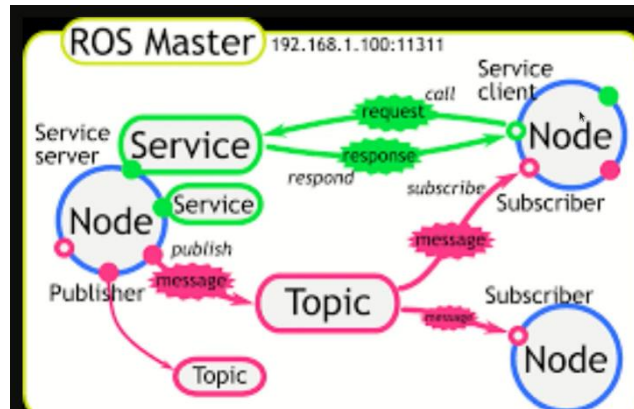 ROS Master 192.168.1.100:11311
Service
client
call
request
Node
Service
server
Service
response
respond
subscribe
Subscriber
Node
Service
publish
message
message
Publisher
Topic
Subscriber
message
Node
Topic